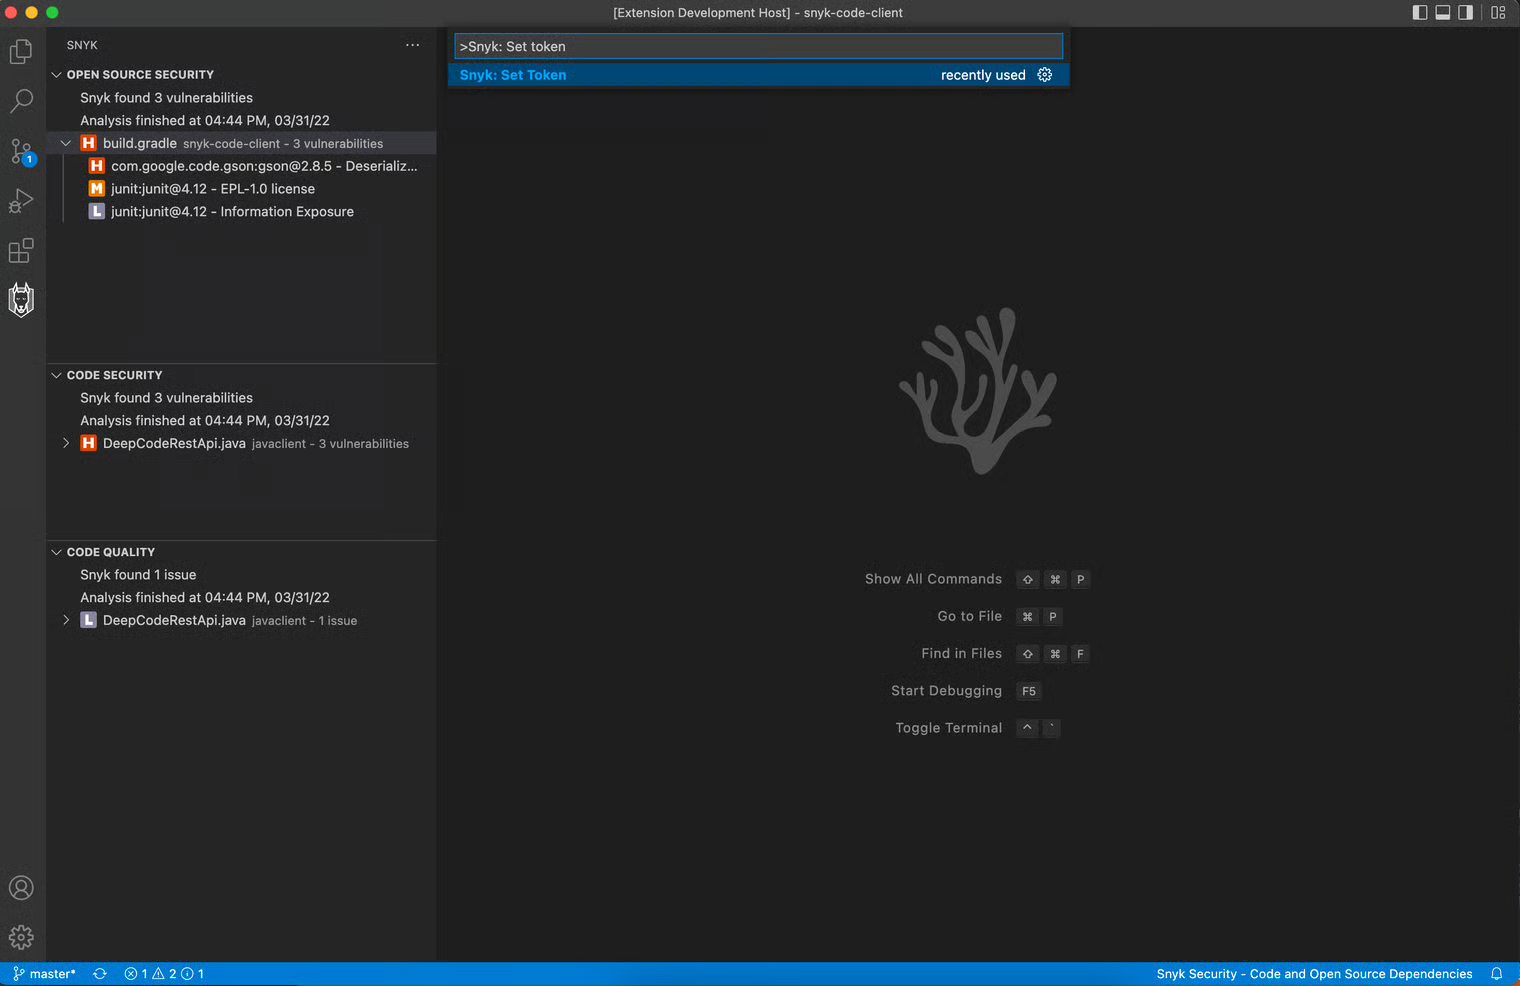 [Extension Development Host] - snyk-code-client
SNYK
>Snyk: Set token
Snyk: Set Token recently used
OPEN SOURCE SECURITY
Snyk found 3 vulnerabilities
Analysis finished at 04:44 PM, 03/31/22
H build.gradle snyk-code-client - 3 vulnerabilities
H com.google.code.gson:gson@2.8.5 - Deserializ...
M junit:junit@4.12 - EPL-1.0 license
L junit:junit@4.12 - Information Exposure
1
CODE SECURITY
Snyk found 3 vulnerabilities
Analysis finished at 04:44 PM, 03/31/22
H DeepCodeRestApi.java javaclient - 3 vulnerabilities
CODE QUALITY
Snyk found 1 issue
Analysis finished at 04:44 PM, 03/31/22
L DeepCodeRestApi.java javaclient - 1 issue
Show All Commands ⇧ ⌘ P
Go to File ⌘ P
Find in Files ⇧ ⌘ F
Start Debugging F5
Toggle Terminal ^ `
master* 1 2 1
Snyk Security - Code and Open Source Dependencies